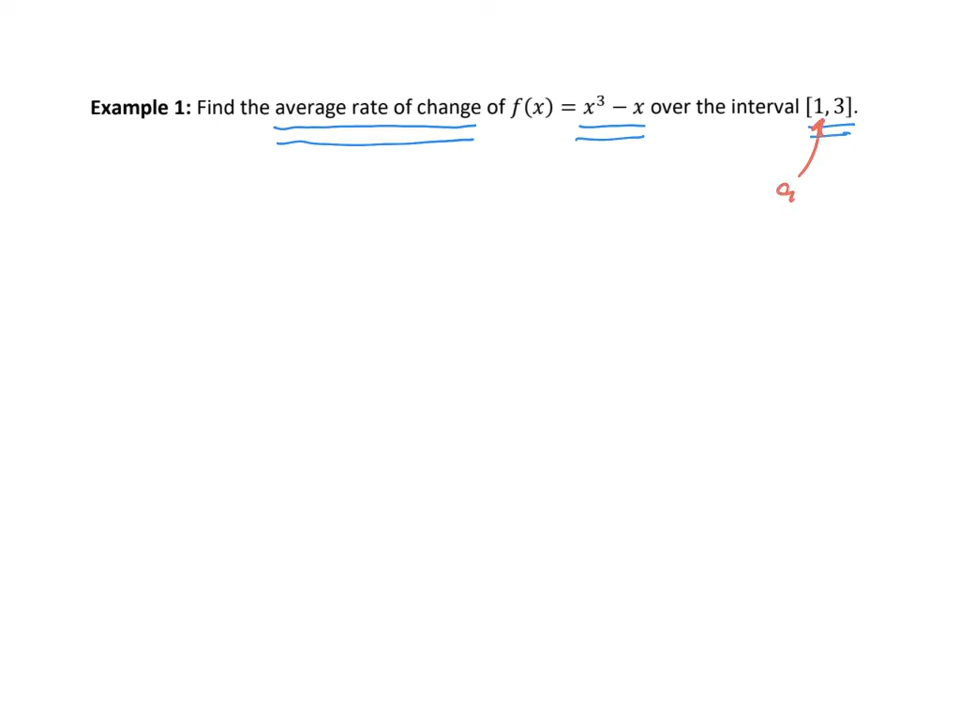 Example 1: Find the average rate of change of f(x) = x³ − x over the interval [1, 3].
a